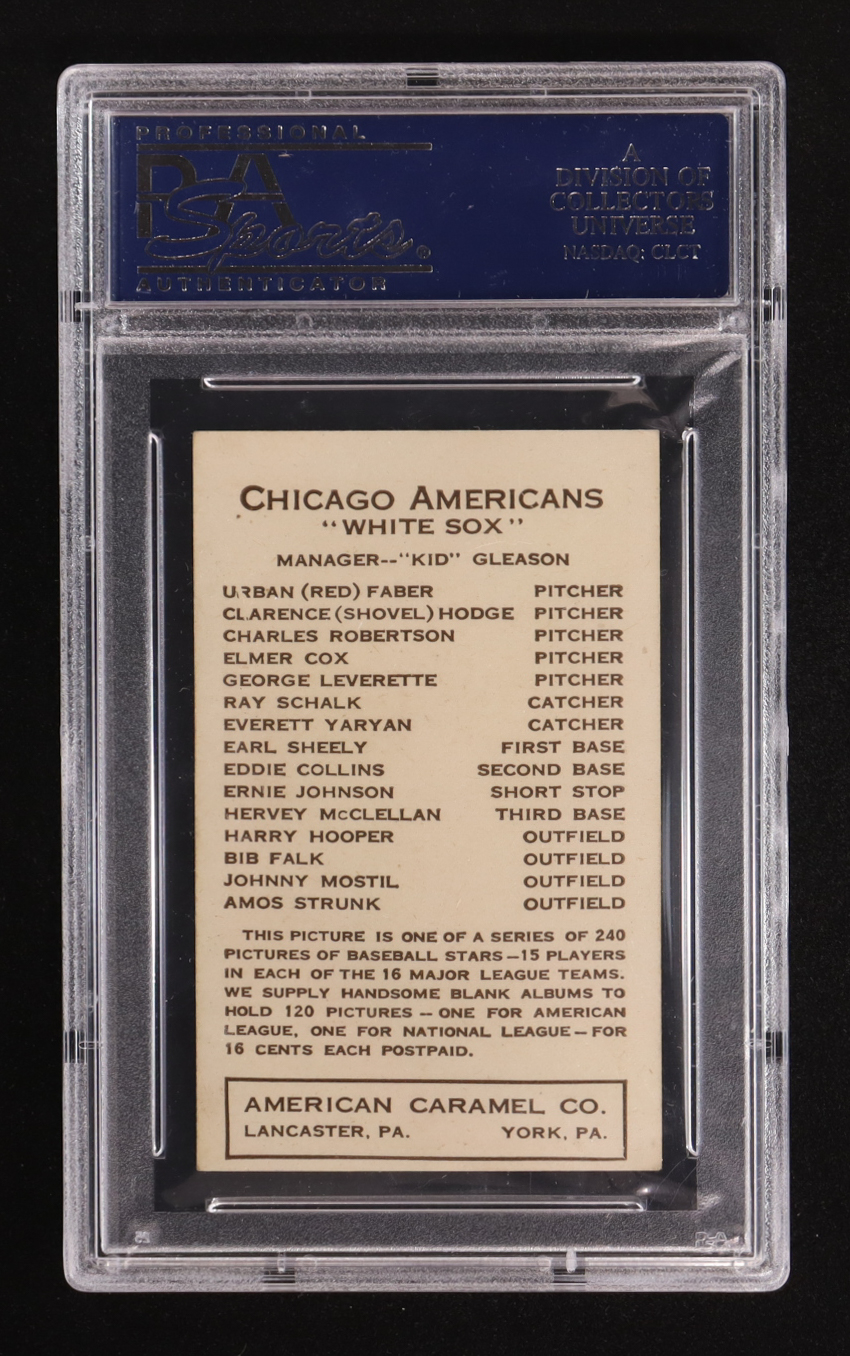 PROFESSIONAL
PSA
Sports®
AUTHENTICATOR
A
DIVISION OF
COLLECTORS
UNIVERSE
NASDAQ: CLCT
CHICAGO AMERICANS
"WHITE SOX"
MANAGER--"KID" GLEASON
URBAN (RED) FABER PITCHER
CLARENCE (SHOVEL) HODGE PITCHER
CHARLES ROBERTSON PITCHER
ELMER COX PITCHER
GEORGE LEVERETTE PITCHER
RAY SCHALK CATCHER
EVERETT YARYAN CATCHER
EARL SHEELY FIRST BASE
EDDIE COLLINS SECOND BASE
ERNIE JOHNSON SHORT STOP
HERVEY McCLELLAN THIRD BASE
HARRY HOOPER OUTFIELD
BIB FALK OUTFIELD
JOHNNY MOSTIL OUTFIELD
AMOS STRUNK OUTFIELD
THIS PICTURE IS ONE OF A SERIES OF 240
PICTURES OF BASEBALL STARS—15 PLAYERS
IN EACH OF THE 16 MAJOR LEAGUE TEAMS.
WE SUPPLY HANDSOME BLANK ALBUMS TO
HOLD 120 PICTURES -- ONE FOR AMERICAN
LEAGUE, ONE FOR NATIONAL LEAGUE—FOR
16 CENTS EACH POSTPAID.
AMERICAN CARAMEL CO.
LANCASTER, PA. YORK, PA.
PSA